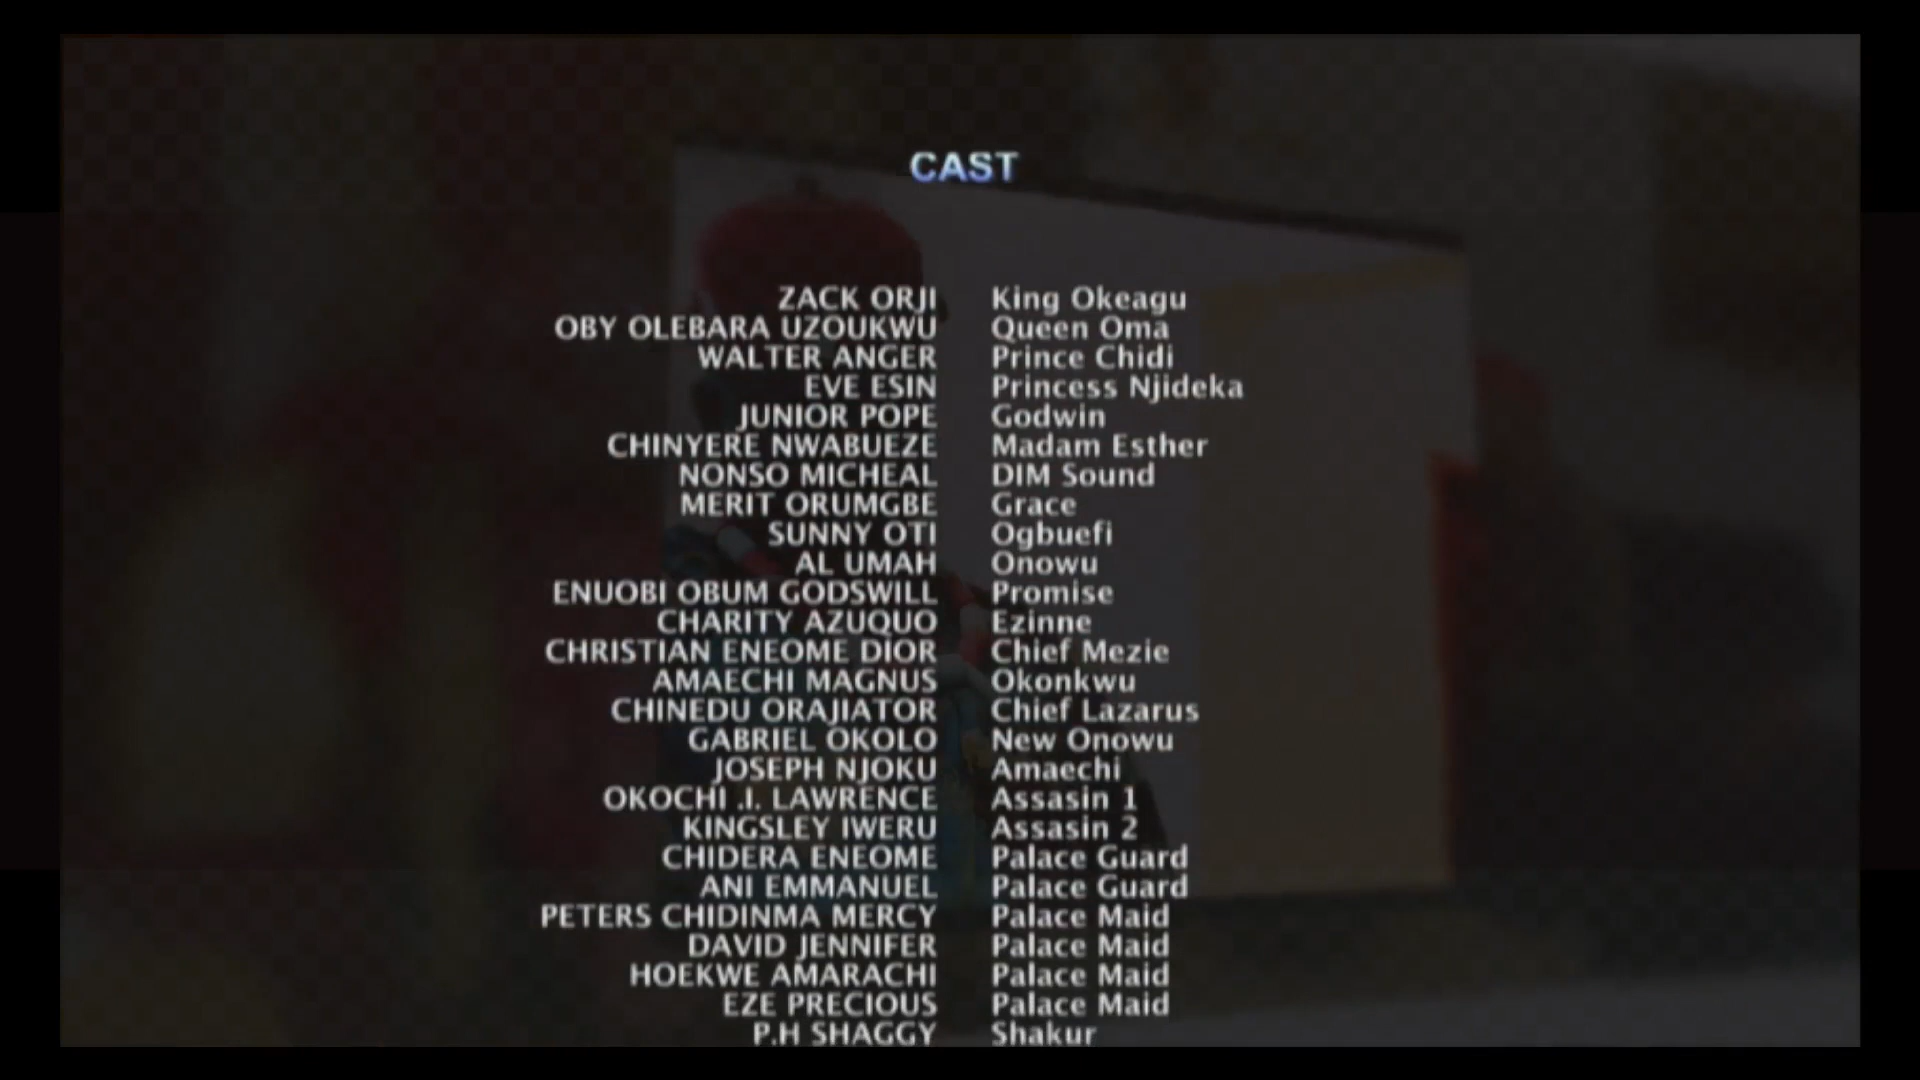 CAST
ZACK ORJI King Okeagu
OBY OLEBARA UZOUKWU Queen Oma
WALTER ANGER Prince Chidi
EVE ESIN Princess Njideka
JUNIOR POPE Godwin
CHINYERE NWABUEZE Madam Esther
NONSO MICHEAL DIM Sound
MERIT ORUMGBE Grace
SUNNY OTI Ogbuefi
AL UMAH Onowu
ENUOBI OBUM GODSWILL Promise
CHARITY AZUQUO Ezinne
CHRISTIAN ENEOME DIOR Chief Mezie
AMAECHI MAGNUS Okonkwu
CHINEDU ORAJIATOR Chief Lazarus
GABRIEL OKOLO New Onowu
JOSEPH NJOKU Amaechi
OKOCHI .I. LAWRENCE Assasin 1
KINGSLEY IWERU Assasin 2
CHIDERA ENEOME Palace Guard
ANI EMMANUEL Palace Guard
PETERS CHIDINMA MERCY Palace Maid
DAVID JENNIFER Palace Maid
HOEKWE AMARACHI Palace Maid
EZE PRECIOUS Palace Maid
P.H SHAGGY Shakur